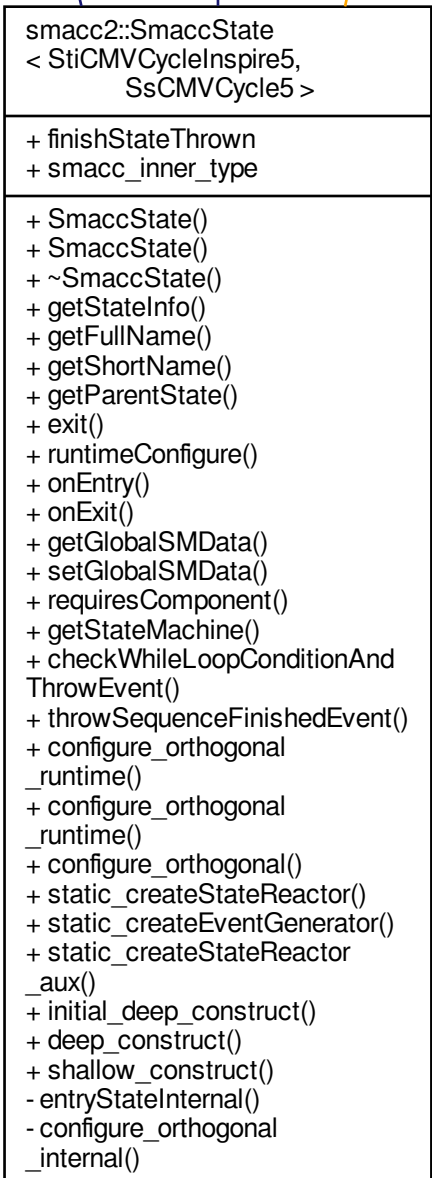 smacc2::SmaccState
< StiCMVCycleInspire5,
SsCMVCycle5 >
+ finishStateThrown
+ smacc_inner_type
+ SmaccState()
+ SmaccState()
+ ~SmaccState()
+ getStateInfo()
+ getFullName()
+ getShortName()
+ getParentState()
+ exit()
+ runtimeConfigure()
+ onEntry()
+ onExit()
+ getGlobalSMData()
+ setGlobalSMData()
+ requiresComponent()
+ getStateMachine()
+ checkWhileLoopConditionAnd
ThrowEvent()
+ throwSequenceFinishedEvent()
+ configure_orthogonal
_runtime()
+ configure_orthogonal
_runtime()
+ configure_orthogonal()
+ static_createStateReactor()
+ static_createEventGenerator()
+ static_createStateReactor
_aux()
+ initial_deep_construct()
+ deep_construct()
+ shallow_construct()
- entryStateInternal()
- configure_orthogonal
_internal()